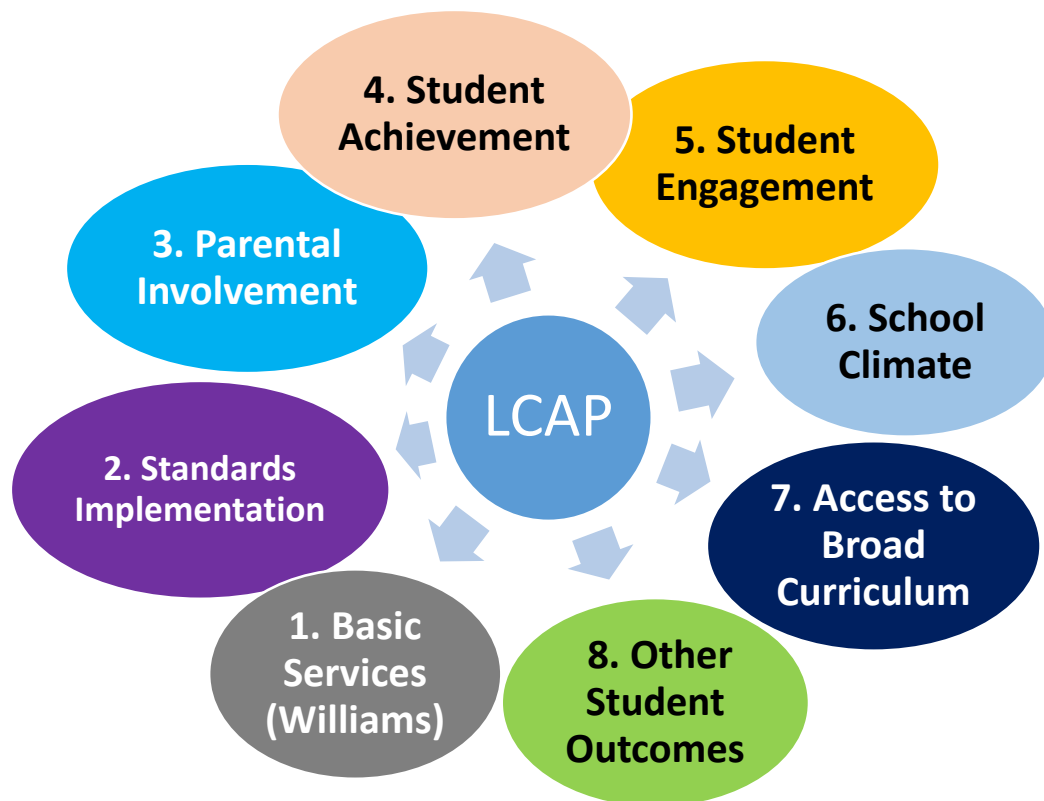 4. Student
Achievement
5. Student
Engagement
3. Parental
Involvement
6. School
Climate
LCAP
2. Standards
Implementation
7. Access to
Broad
Curriculum
1. Basic
Services
(Williams)
8. Other
Student
Outcomes